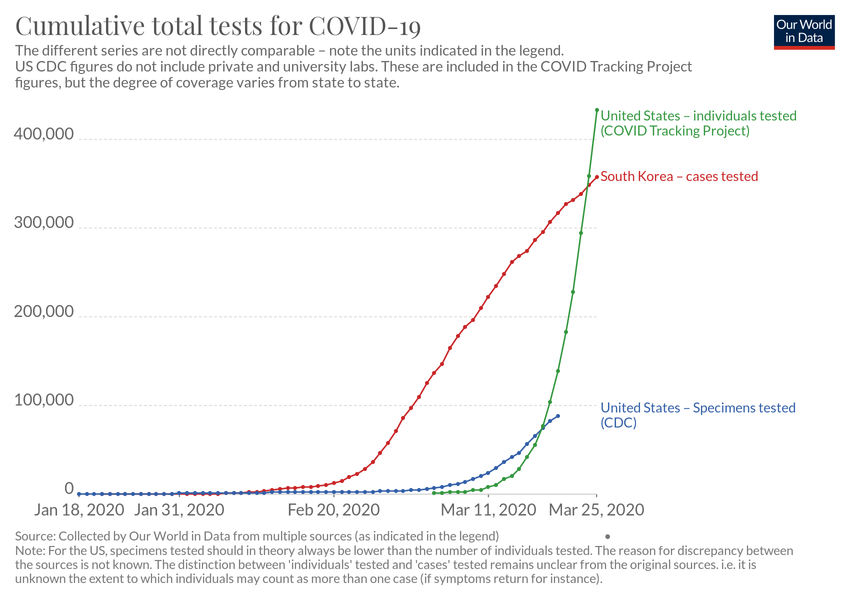 Cumulative total tests for COVID-19
Our World
in Data
The different series are not directly comparable – note the units indicated in the legend.
US CDC figures do not include private and university labs. These are included in the COVID Tracking Project
figures, but the degree of coverage varies from state to state.
United States – individuals tested
(COVID Tracking Project)
400,000
South Korea – cases tested
300,000
200,000
100,000
United States – Specimens tested
(CDC)
0
Jan 18, 2020 Jan 31, 2020 Feb 20, 2020 Mar 11, 2020 Mar 25, 2020
Source: Collected by Our World in Data from multiple sources (as indicated in the legend) •
Note: For the US, specimens tested should in theory always be lower than the number of individuals tested. The reason for discrepancy between
the sources is not known. The distinction between 'individuals' tested and 'cases' tested remains unclear from the original sources. i.e. it is
unknown the extent to which individuals may count as more than one case (if symptoms return for instance).